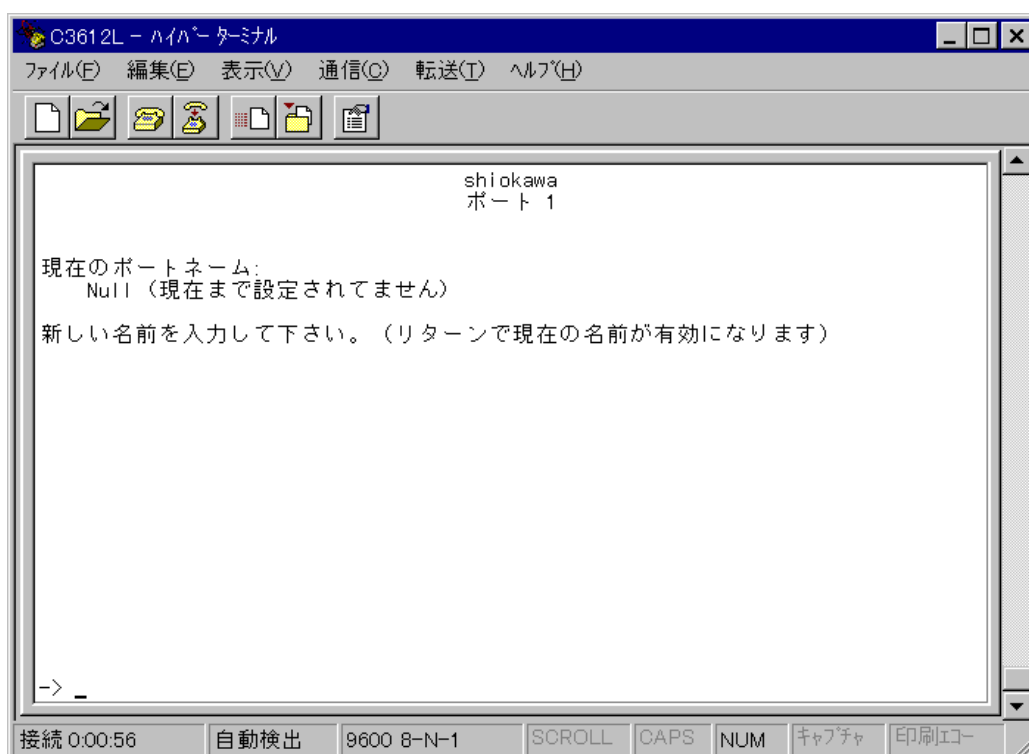 C3612L - ﾊｲﾊﾟｰ ﾀｰﾐﾅﾙ
ﾌｧｲﾙ(F) 編集(E) 表示(V) 通信(C) 転送(T) ﾍﾙﾌﾟ(H)
shiokawa
ポート 1
現在のポートネーム:
Null (現在まで設定されてません)
新しい名前を入力して下さい。(リターンで現在の名前が有効になります)
-> _
接続 0:00:56 自動検出 9600 8-N-1 SCROLL CAPS NUM ｷｬﾌﾟﾁｬ 印刷ｴｺｰ